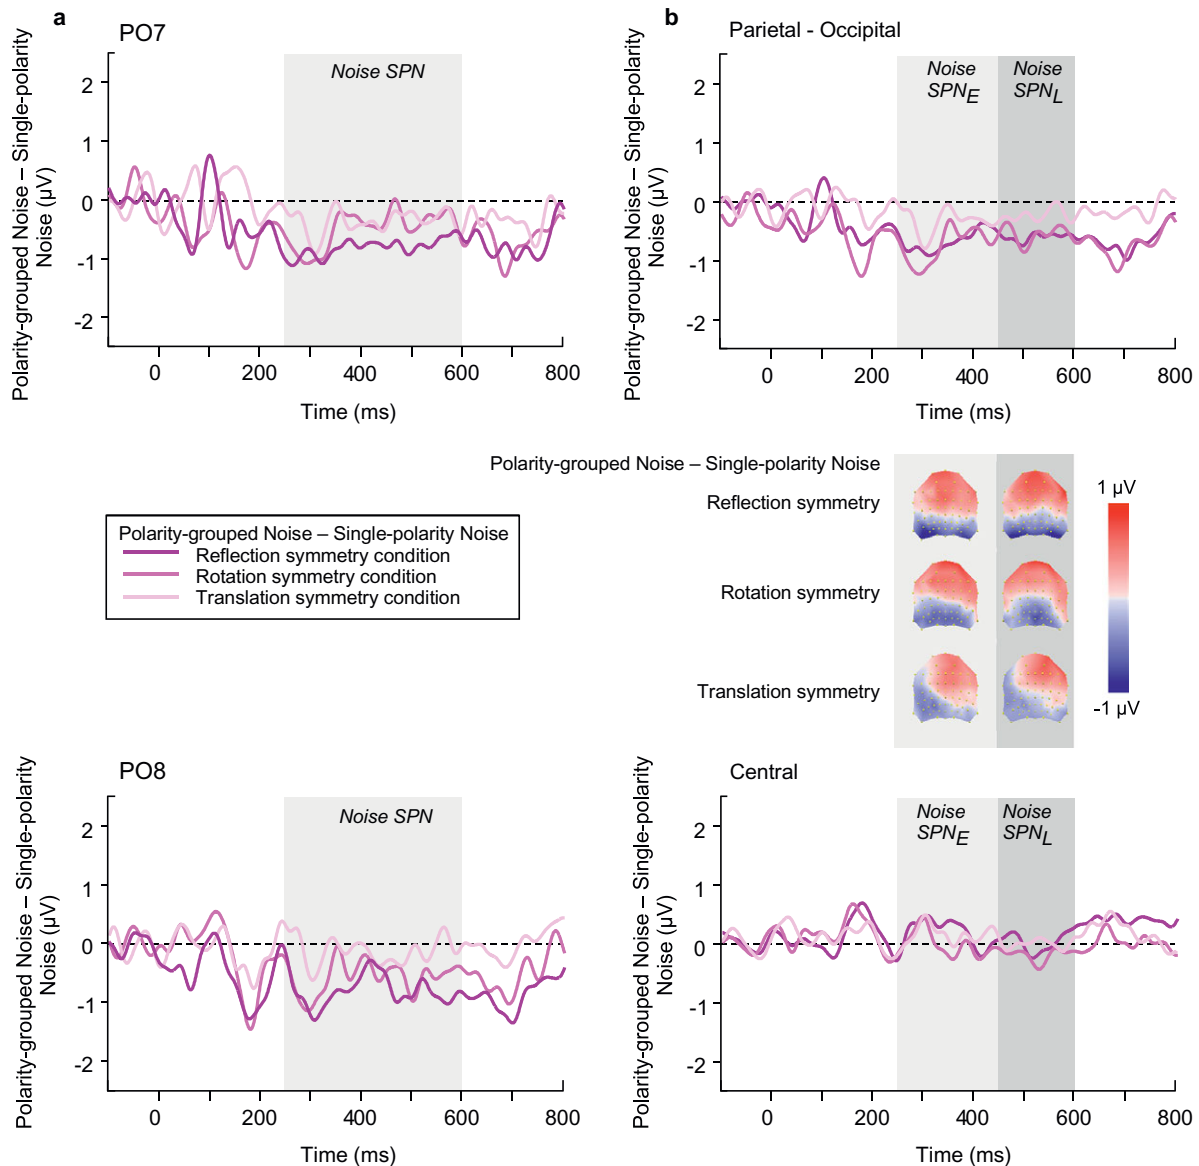 a
PO7
Polarity-grouped Noise – Single-polarity
Noise (µV)
Noise SPN
2
1
0
-1
-2
0
200
400
600
800
Time (ms)
b
Parietal - Occipital
Polarity-grouped Noise – Single-polarity
Noise (µV)
Noise
SPNE
Noise
SPNL
2
1
0
-1
-2
0
200
400
600
800
Time (ms)
Polarity-grouped Noise – Single-polarity Noise
Reflection symmetry condition
Rotation symmetry condition
Translation symmetry condition
Polarity-grouped Noise – Single-polarity Noise
Reflection symmetry
Rotation symmetry
Translation symmetry
1 µV
-1 µV
PO8
Polarity-grouped Noise – Single-polarity
Noise (µV)
Noise SPN
2
1
0
-1
-2
0
200
400
600
800
Time (ms)
Central
Polarity-grouped Noise – Single-polarity
Noise (µV)
Noise
SPNE
Noise
SPNL
2
1
0
-1
-2
0
200
400
600
800
Time (ms)